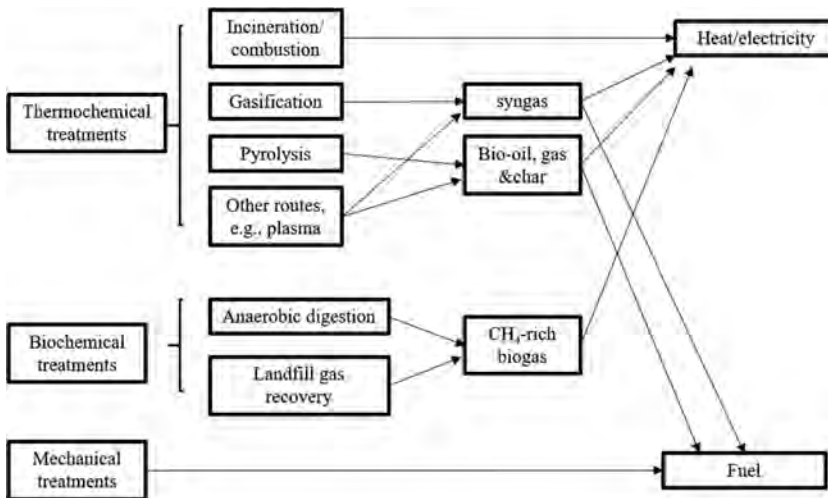 Incineration/
combustion
Heat/electricity
Thermochemical
treatments
Gasification
syngas
Pyrolysis
Bio-oil, gas
&char
Other routes,
e.g., plasma
Biochemical
treatments
Anaerobic digestion
CH₄-rich
biogas
Landfill gas
recovery
Mechanical
treatments
Fuel